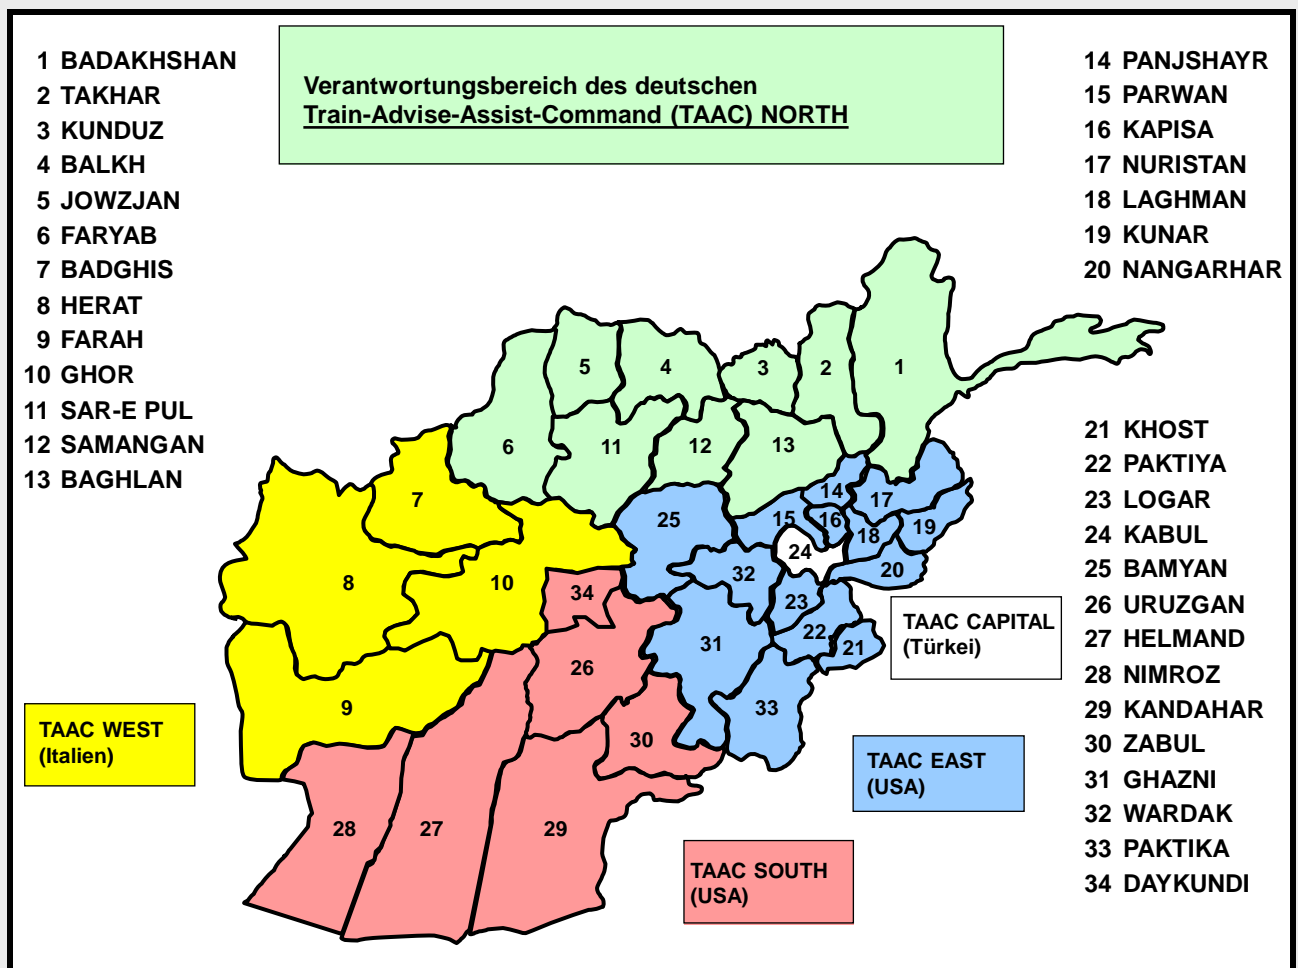 1 BADAKHSHAN
2 TAKHAR
3 KUNDUZ
4 BALKH
5 JOWZJAN
6 FARYAB
7 BADGHIS
8 HERAT
9 FARAH
10 GHOR
11 SAR-E PUL
12 SAMANGAN
13 BAGHLAN
Verantwortungsbereich des deutschen
Train-Advise-Assist-Command (TAAC) NORTH
14 PANJSHAYR
15 PARWAN
16 KAPISA
17 NURISTAN
18 LAGHMAN
19 KUNAR
20 NANGARHAR
21 KHOST
22 PAKTIYA
23 LOGAR
24 KABUL
25 BAMYAN
26 URUZGAN
27 HELMAND
28 NIMROZ
29 KANDAHAR
30 ZABUL
31 GHAZNI
32 WARDAK
33 PAKTIKA
34 DAYKUNDI
5
4
3
2
1
6
11
12
13
7
14
17
25
15
16
19
18
24
20
8
10
32
34
23
22
21
31
26
9
33
30
28
27
29
TAAC CAPITAL
(Türkei)
TAAC WEST
(Italien)
TAAC EAST
(USA)
TAAC SOUTH
(USA)